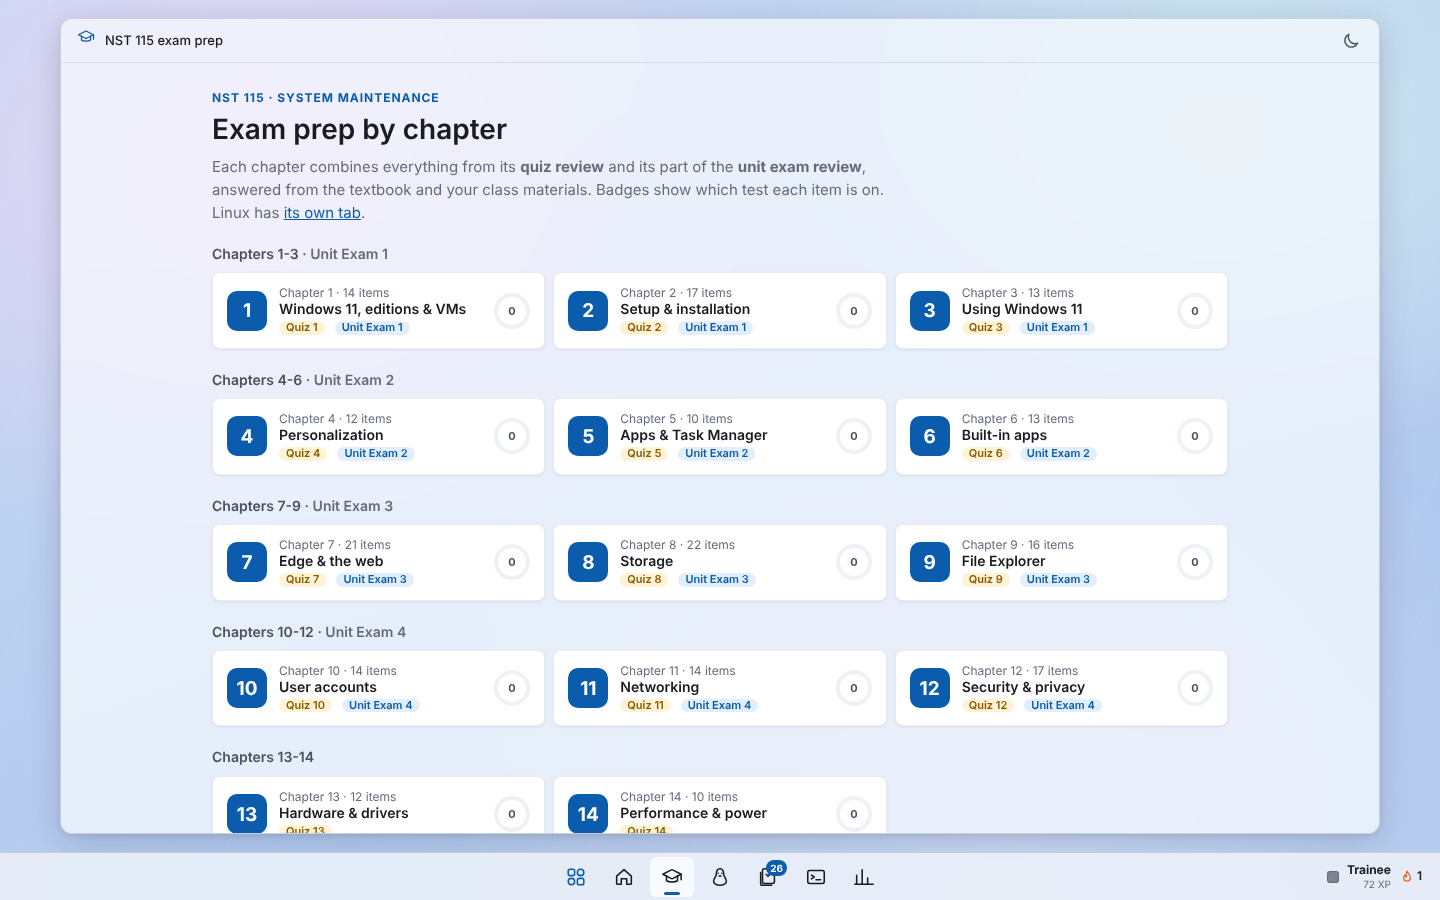 NST 115 exam prep
NST 115 · SYSTEM MAINTENANCE
Exam prep by chapter
Each chapter combines everything from its quiz review and its part of the unit exam review,
answered from the textbook and your class materials. Badges show which test each item is on.
Linux has its own tab.
Chapters 1-3 · Unit Exam 1
1
Chapter 1 · 14 items
Windows 11, editions & VMs
Quiz 1 Unit Exam 1
0
2
Chapter 2 · 17 items
Setup & installation
Quiz 2 Unit Exam 1
0
3
Chapter 3 · 13 items
Using Windows 11
Quiz 3 Unit Exam 1
0
Chapters 4-6 · Unit Exam 2
4
Chapter 4 · 12 items
Personalization
Quiz 4 Unit Exam 2
0
5
Chapter 5 · 10 items
Apps & Task Manager
Quiz 5 Unit Exam 2
0
6
Chapter 6 · 13 items
Built-in apps
Quiz 6 Unit Exam 2
0
Chapters 7-9 · Unit Exam 3
7
Chapter 7 · 21 items
Edge & the web
Quiz 7 Unit Exam 3
0
8
Chapter 8 · 22 items
Storage
Quiz 8 Unit Exam 3
0
9
Chapter 9 · 16 items
File Explorer
Quiz 9 Unit Exam 3
0
Chapters 10-12 · Unit Exam 4
10
Chapter 10 · 14 items
User accounts
Quiz 10 Unit Exam 4
0
11
Chapter 11 · 14 items
Networking
Quiz 11 Unit Exam 4
0
12
Chapter 12 · 17 items
Security & privacy
Quiz 12 Unit Exam 4
0
Chapters 13-14
13
Chapter 13 · 12 items
Hardware & drivers
Quiz 13
0
14
Chapter 14 · 10 items
Performance & power
Quiz 14
0
26
Trainee
72 XP
1